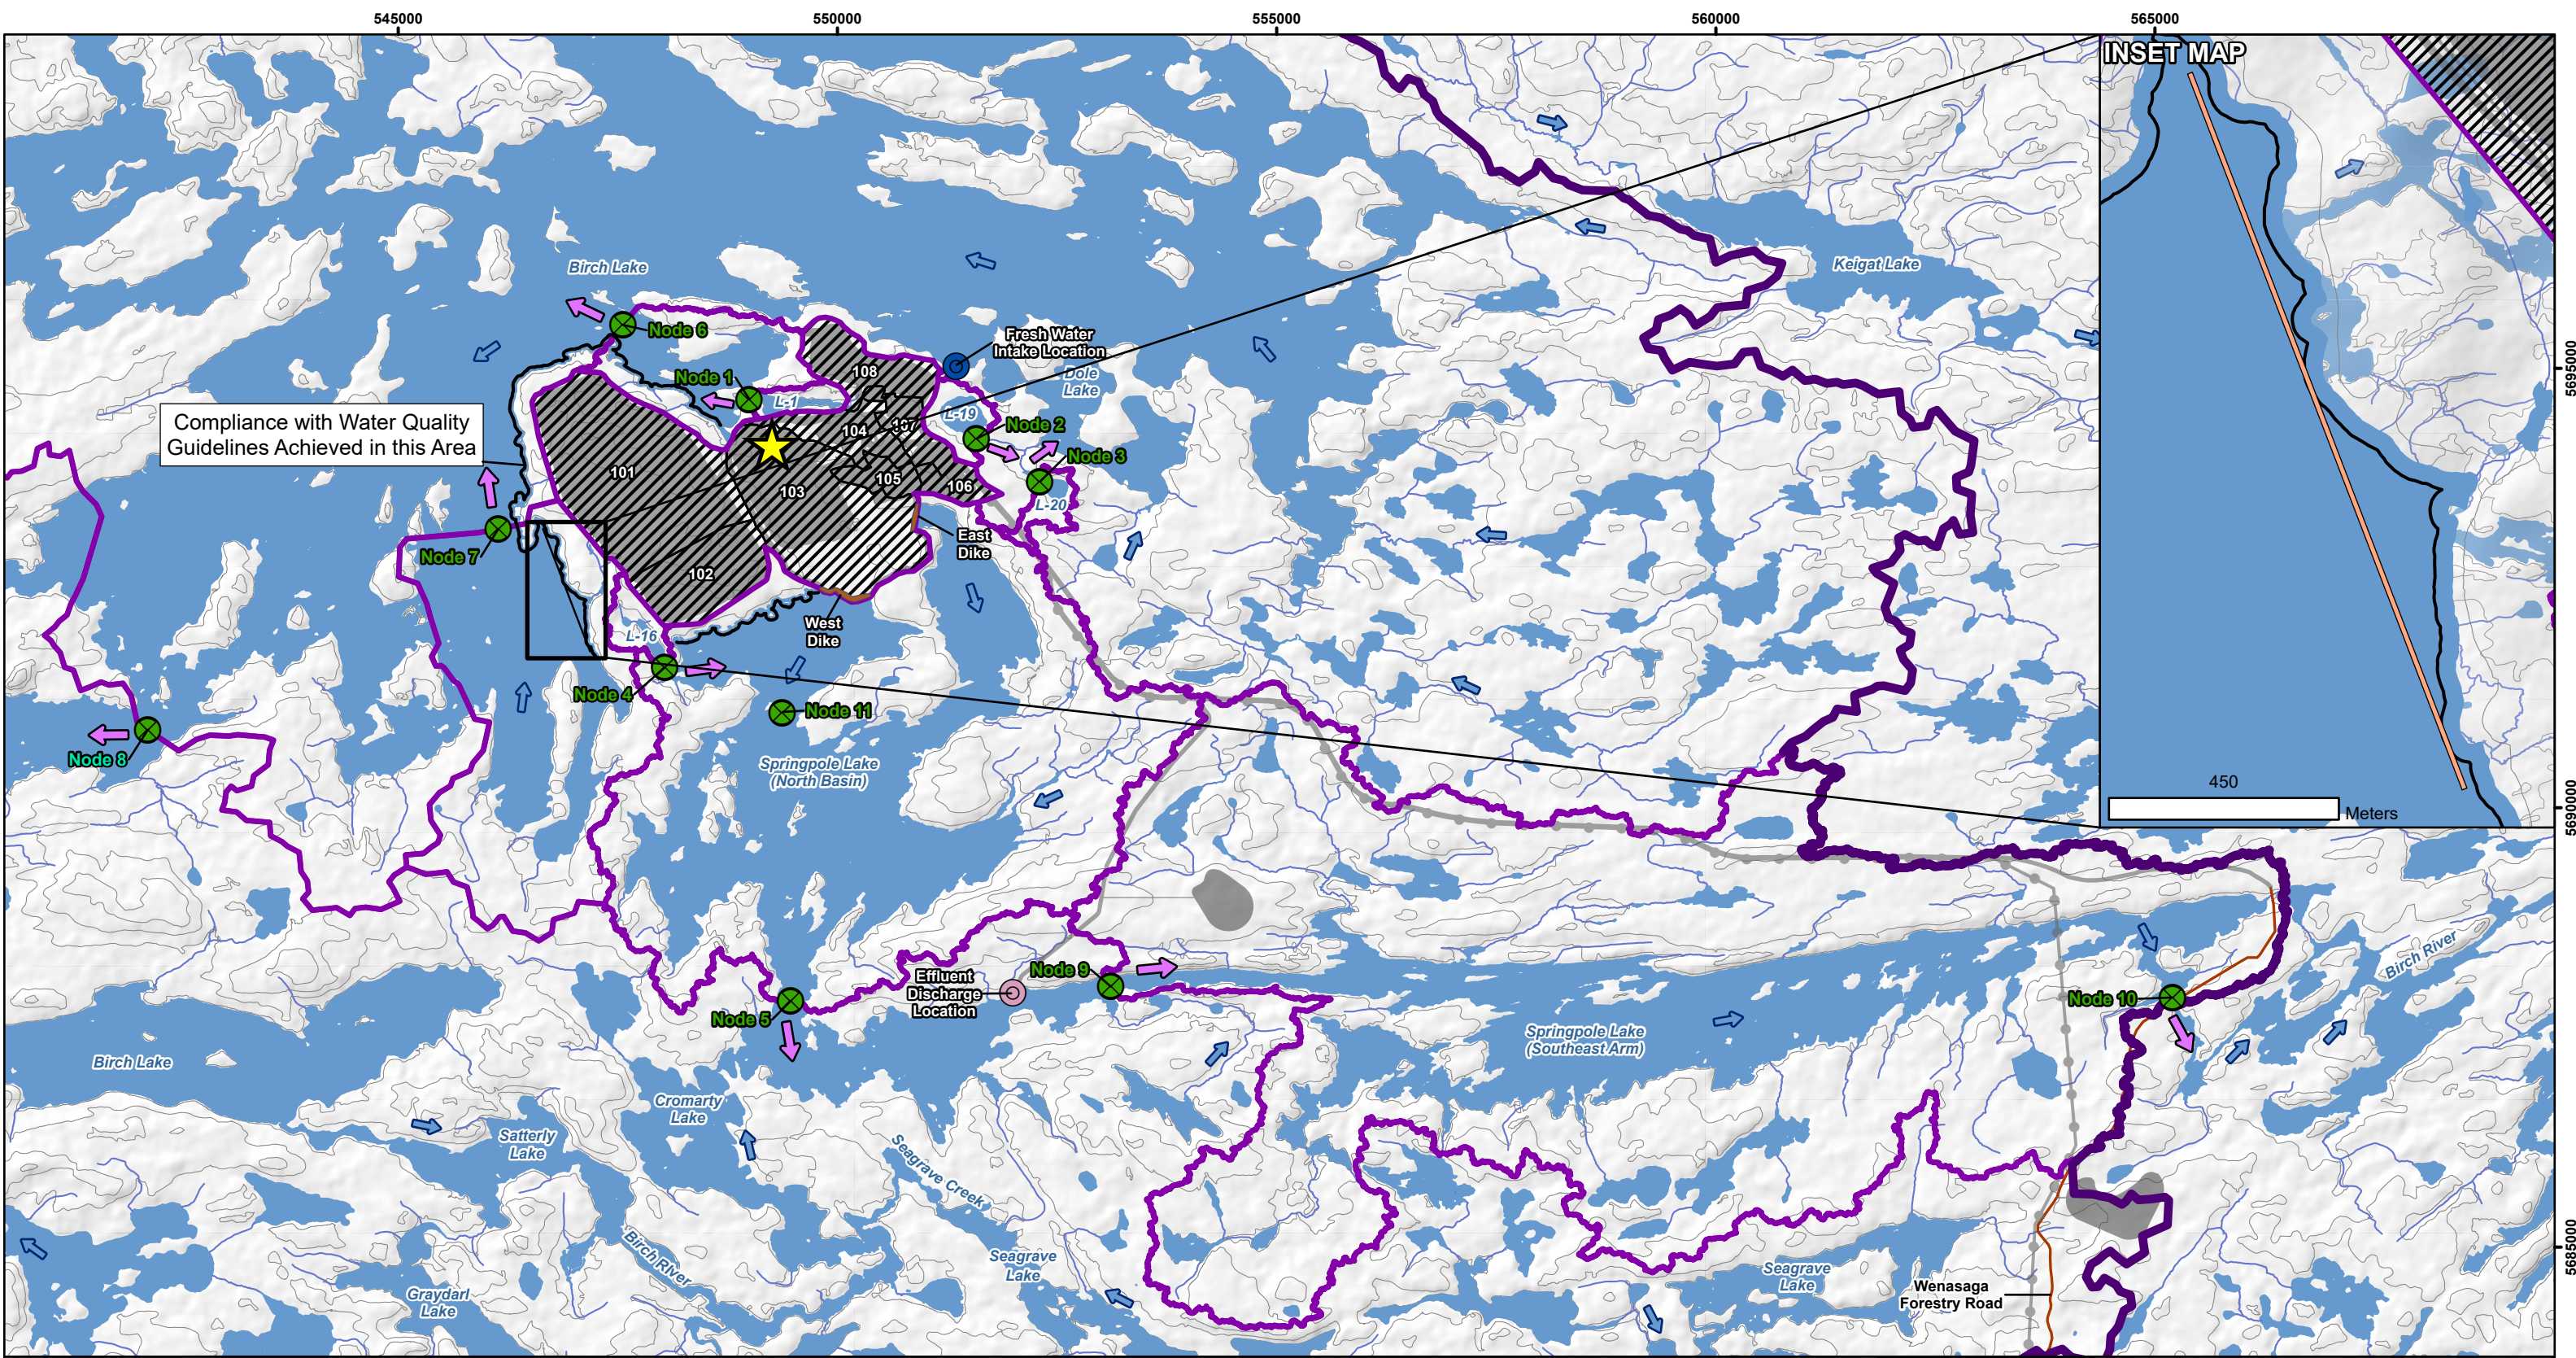 545000
550000
555000
560000
565000
INSET MAP
Birch Lake
Keigat Lake
Node 6
Fresh Water
Intake Location
Dole
Lake
5695000
108
Node 1
L-1
L-19
107
104
Node 2
Compliance with Water Quality
Guidelines Achieved in this Area
Node 3
101
103
105
106
L-20
Node 7
East
Dike
102
West
Dike
L-16
Node 4
Node 11
Node 8
Springpole Lake
(North Basin)
450
Meters
5690000
Effluent
Discharge
Location
Node 9
Node 5
Node 10
Birch River
Springpole Lake
(Southeast Arm)
Birch Lake
Cromarty
Lake
Satterly
Lake
Seagrave Creek
Birch River
Seagrave
Lake
Graydarl
Lake
Seagrave
Lake
Wenasaga
Forestry Road
5685000